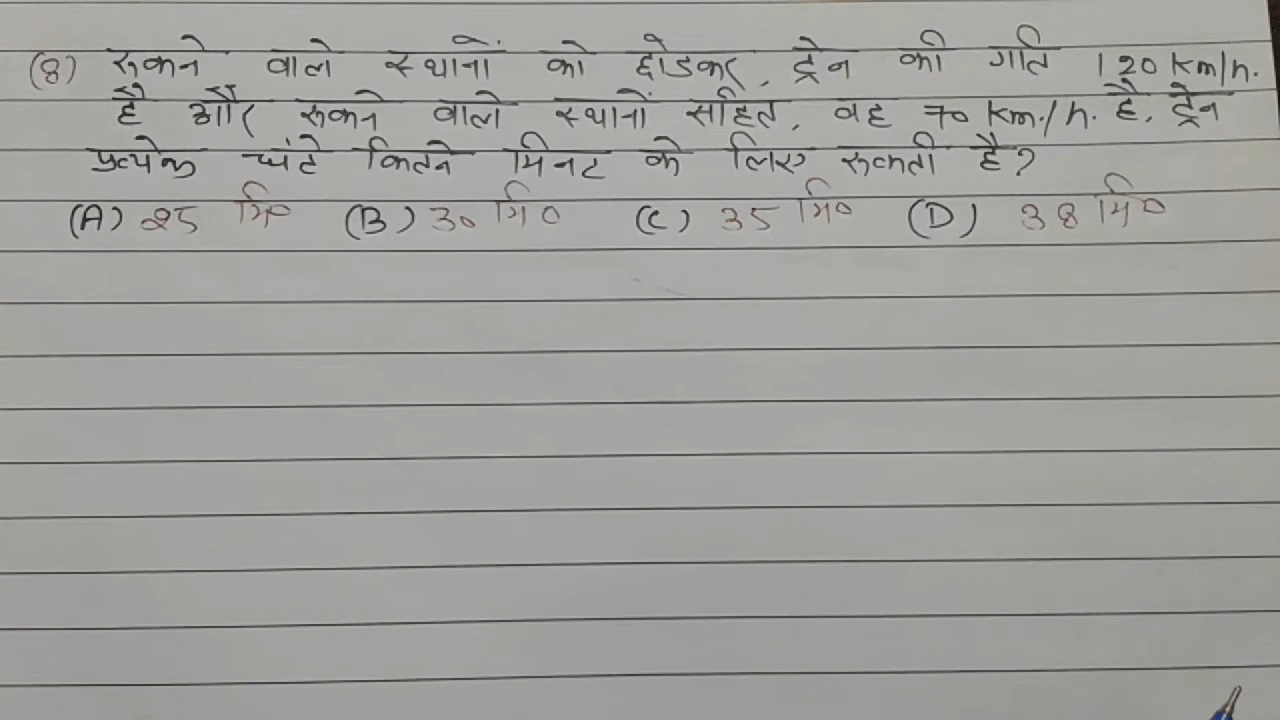 (8) रूकने वाले स्थानों को छोडकर, ट्रेन की गति 120 km/h.
है और रूकने वाले स्थानों सहित, वह 70 km./h. है, ट्रेन
प्रत्येक घंटे कितने मिनट के लिए रूकती है?
(A) 25 मि० (B) 30 मि० (C) 35 मि० (D) 38 मि०